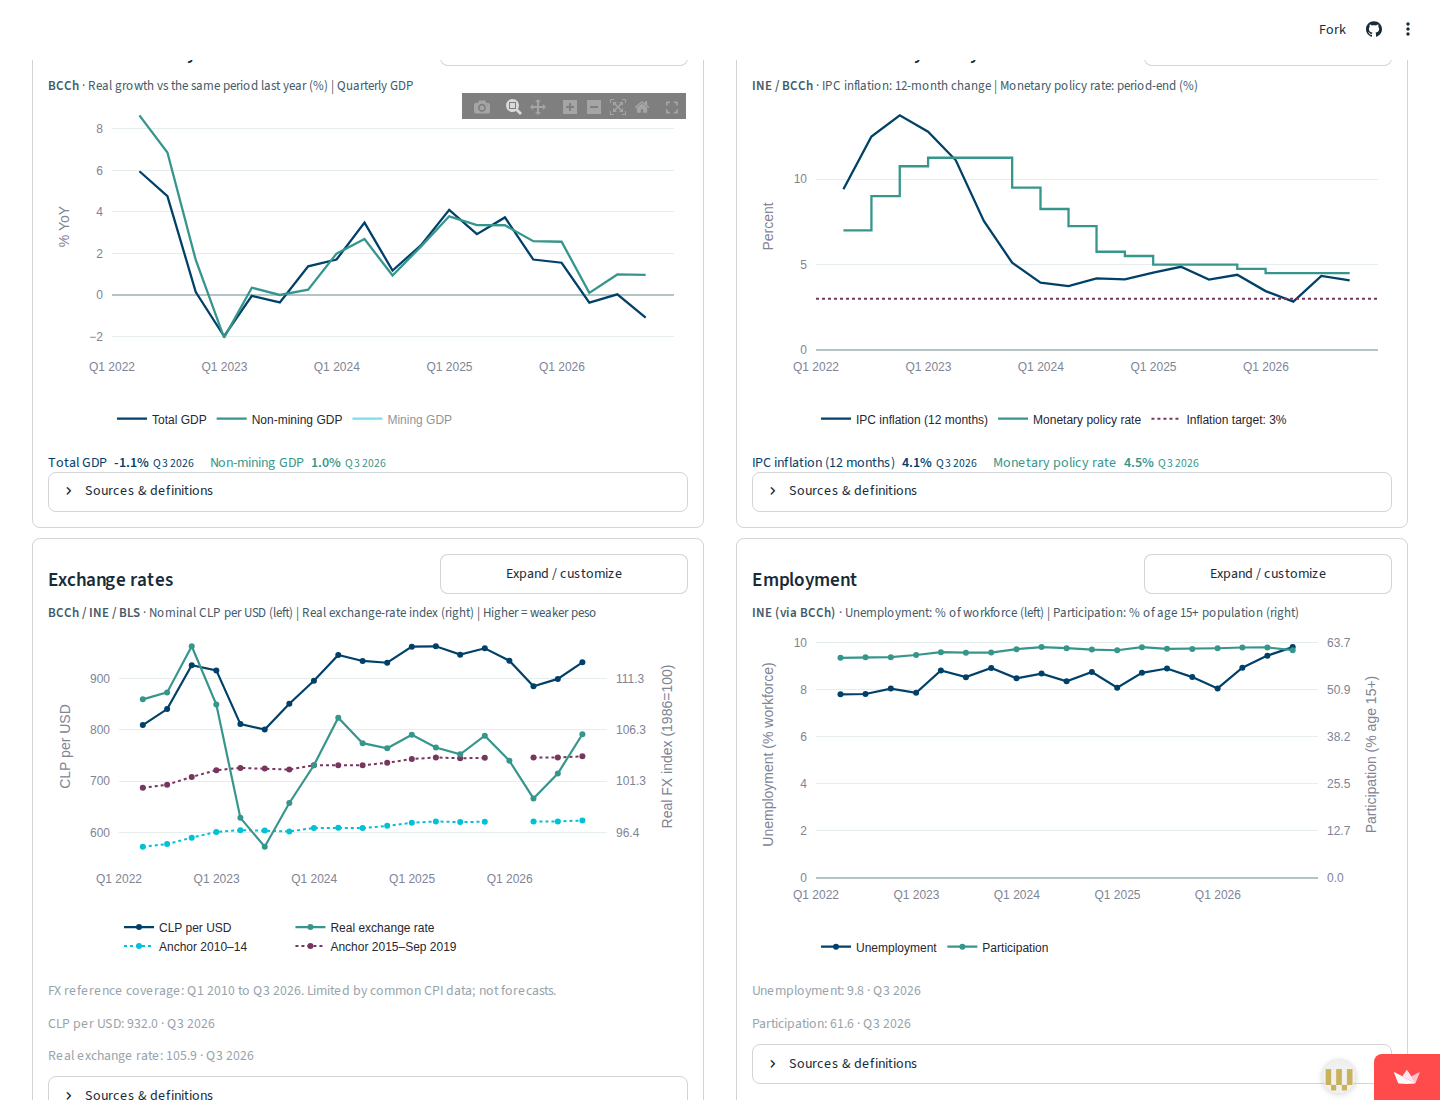 Fork
BCCh · Real growth vs the same period last year (%) | Quarterly GDP
8
6
4
2
0
−2
% YoY
Q1 2022 Q1 2023 Q1 2024 Q1 2025 Q1 2026
Total GDP Non-mining GDP Mining GDP
Total GDP -1.1% Q3 2026 Non-mining GDP 1.0% Q3 2026
Sources & definitions
INE / BCCh · IPC inflation: 12-month change | Monetary policy rate: period-end (%)
10
5
0
Percent
Q1 2022 Q1 2023 Q1 2024 Q1 2025 Q1 2026
IPC inflation (12 months) Monetary policy rate Inflation target: 3%
IPC inflation (12 months) 4.1% Q3 2026 Monetary policy rate 4.5% Q3 2026
Sources & definitions
Exchange rates
Expand / customize
BCCh / INE / BLS · Nominal CLP per USD (left) | Real exchange-rate index (right) | Higher = weaker peso
900
800
700
600
CLP per USD
111.3
106.3
101.3
96.4
Real FX index (1986=100)
Q1 2022 Q1 2023 Q1 2024 Q1 2025 Q1 2026
CLP per USD Real exchange rate
Anchor 2010–14 Anchor 2015–Sep 2019
FX reference coverage: Q1 2010 to Q3 2026. Limited by common CPI data; not forecasts.
CLP per USD: 932.0 · Q3 2026
Real exchange rate: 105.9 · Q3 2026
Sources & definitions
Employment
Expand / customize
INE (via BCCh) · Unemployment: % of workforce (left) | Participation: % of age 15+ population (right)
10
8
6
4
2
0
Unemployment (% workforce)
63.7
50.9
38.2
25.5
12.7
0.0
Participation (% age 15+)
Q1 2022 Q1 2023 Q1 2024 Q1 2025 Q1 2026
Unemployment Participation
Unemployment: 9.8 · Q3 2026
Participation: 61.6 · Q3 2026
Sources & definitions